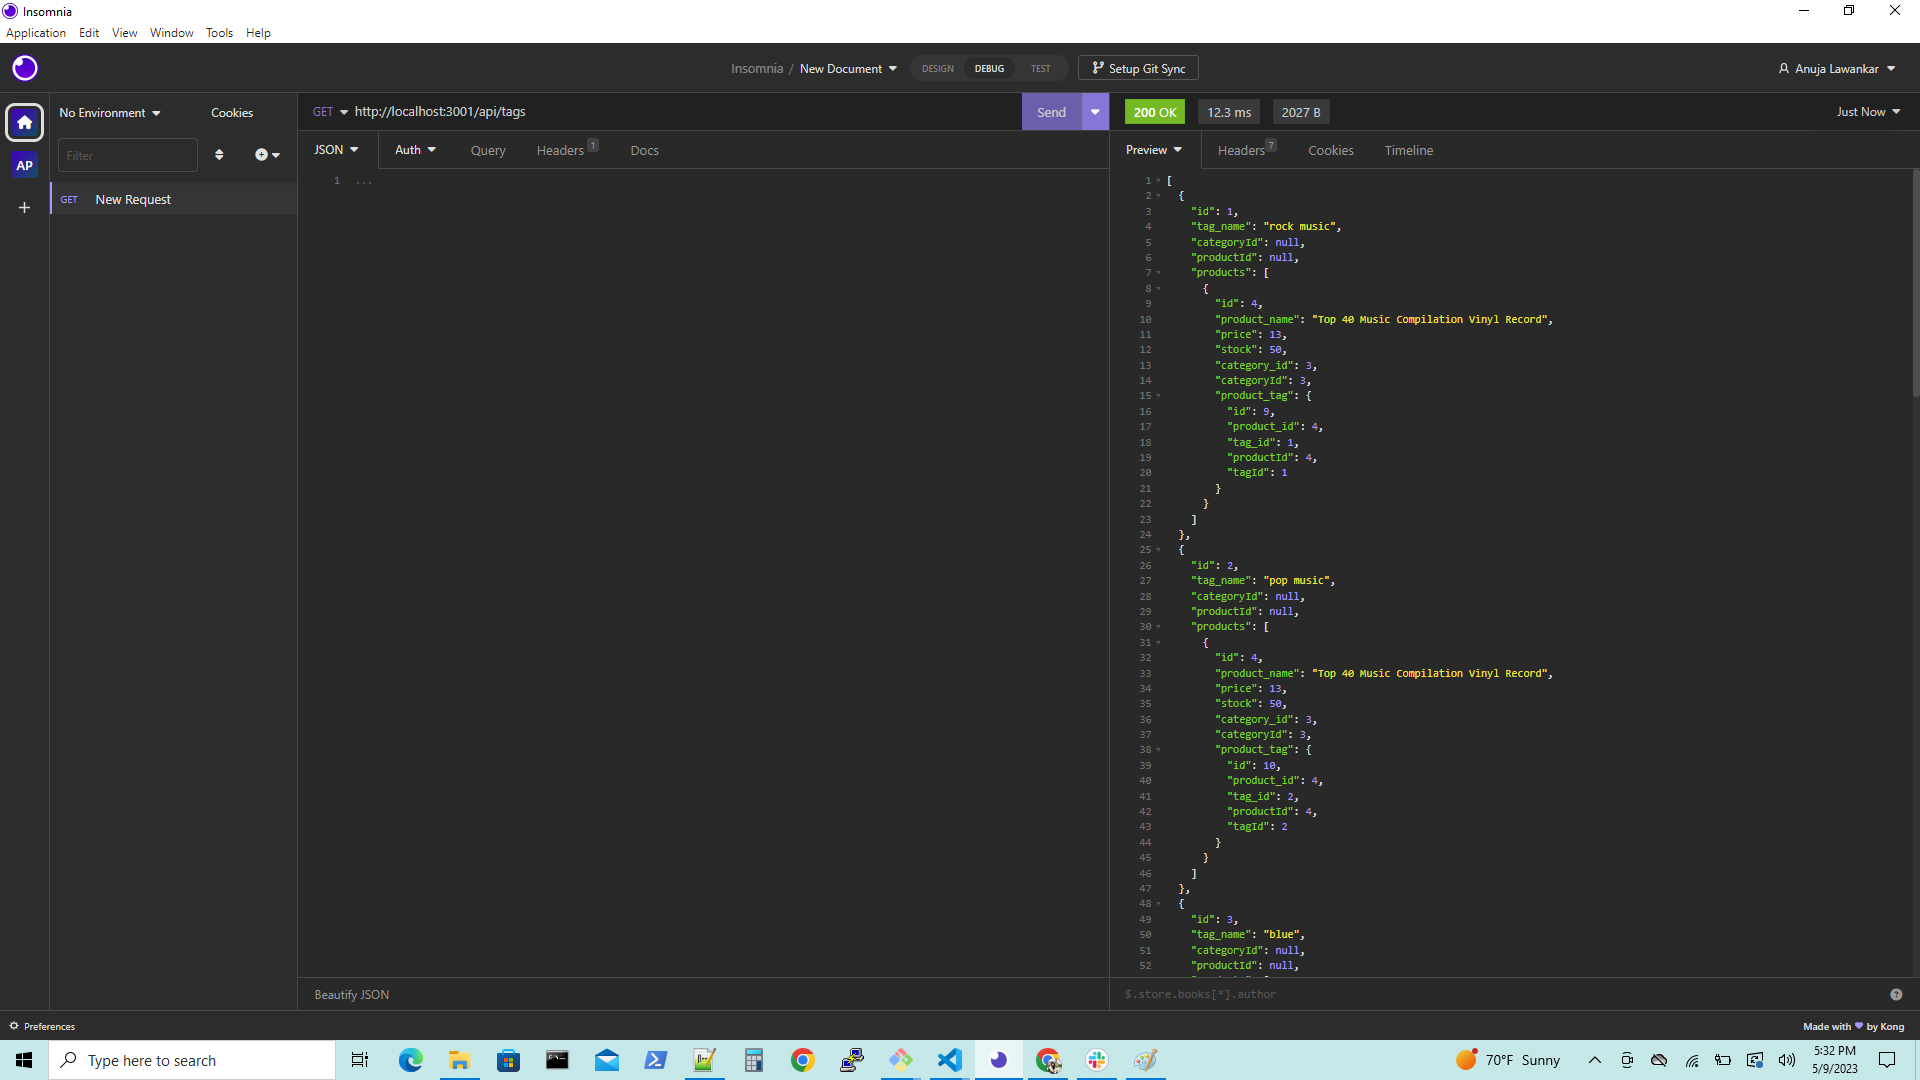 Insomnia
Application Edit View Window Tools Help
Insomnia / New Document DESIGN DEBUG TEST Setup Git Sync Anuja Lawankar
No Environment Cookies
GET http://localhost:3001/api/tags Send
200 OK 12.3 ms 2027 B Just Now
Filter
AP
GET New Request
JSON Auth Query Headers 1 Docs
1 ...
Preview Headers 7 Cookies Timeline
1 [
2 {
3 "id": 1,
4 "tag_name": "rock music",
5 "categoryId": null,
6 "productId": null,
7 "products": [
8 {
9 "id": 4,
10 "product_name": "Top 40 Music Compilation Vinyl Record",
11 "price": 13,
12 "stock": 50,
13 "category_id": 3,
14 "categoryId": 3,
15 "product_tag": {
16 "id": 9,
17 "product_id": 4,
18 "tag_id": 1,
19 "productId": 4,
20 "tagId": 1
21 }
22 }
23 ]
24 },
25 {
26 "id": 2,
27 "tag_name": "pop music",
28 "categoryId": null,
29 "productId": null,
30 "products": [
31 {
32 "id": 4,
33 "product_name": "Top 40 Music Compilation Vinyl Record",
34 "price": 13,
35 "stock": 50,
36 "category_id": 3,
37 "categoryId": 3,
38 "product_tag": {
39 "id": 10,
40 "product_id": 4,
41 "tag_id": 2,
42 "productId": 4,
43 "tagId": 2
44 }
45 }
46 ]
47 },
48 {
49 "id": 3,
50 "tag_name": "blue",
51 "categoryId": null,
52 "productId": null,
Beautify JSON
$.store.books[*].author
Preferences
Made with by Kong
Type here to search
70°F Sunny
5:32 PM
5/9/2023